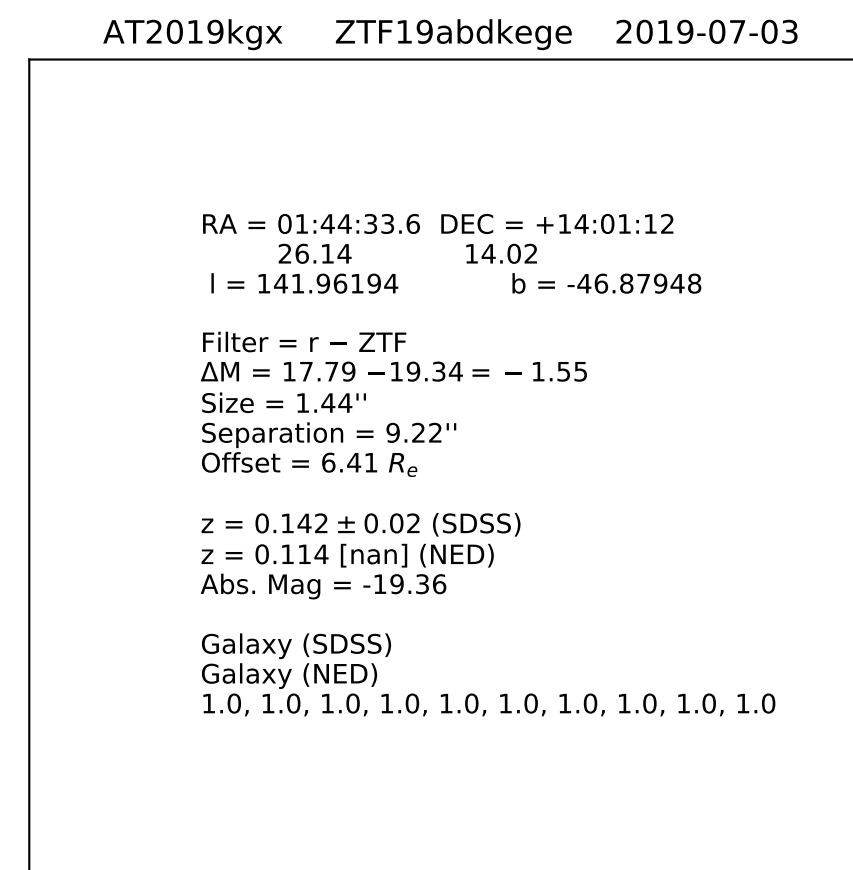 AT2019kgx ZTF19abdkege 2019-07-03
RA = 01:44:33.6 DEC = +14:01:12
26.14 14.02
l = 141.96194 b = -46.87948
Filter = r − ZTF
ΔM = 17.79 −19.34 = − 1.55
Size = 1.44''
Separation = 9.22''
Offset = 6.41 Rₑ
z = 0.142 ± 0.02 (SDSS)
z = 0.114 [nan] (NED)
Abs. Mag = -19.36
Galaxy (SDSS)
Galaxy (NED)
1.0, 1.0, 1.0, 1.0, 1.0, 1.0, 1.0, 1.0, 1.0, 1.0